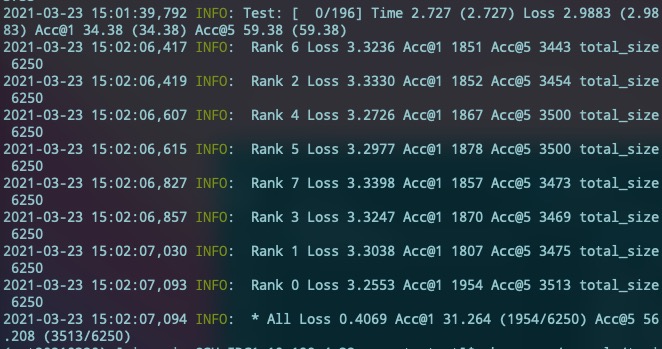 2021-03-23 15:01:39,792 INFO: Test: [  0/196] Time 2.727 (2.727) Loss 2.9883 (2.98
83) Acc@1 34.38 (34.38) Acc@5 59.38 (59.38)
2021-03-23 15:02:06,417 INFO:  Rank 6 Loss 3.3236 Acc@1 1851 Acc@5 3443 total_size
6250
2021-03-23 15:02:06,419 INFO:  Rank 2 Loss 3.3330 Acc@1 1852 Acc@5 3454 total_size
6250
2021-03-23 15:02:06,607 INFO:  Rank 4 Loss 3.2726 Acc@1 1867 Acc@5 3500 total_size
6250
2021-03-23 15:02:06,615 INFO:  Rank 5 Loss 3.2977 Acc@1 1878 Acc@5 3500 total_size
6250
2021-03-23 15:02:06,827 INFO:  Rank 7 Loss 3.3398 Acc@1 1857 Acc@5 3473 total_size
6250
2021-03-23 15:02:06,857 INFO:  Rank 3 Loss 3.3247 Acc@1 1870 Acc@5 3469 total_size
6250
2021-03-23 15:02:07,030 INFO:  Rank 1 Loss 3.3038 Acc@1 1807 Acc@5 3475 total_size
6250
2021-03-23 15:02:07,093 INFO:  Rank 0 Loss 3.2553 Acc@1 1954 Acc@5 3513 total_size
6250
2021-03-23 15:02:07,094 INFO:  * All Loss 0.4069 Acc@1 31.264 (1954/6250) Acc@5 56
.208 (3513/6250)